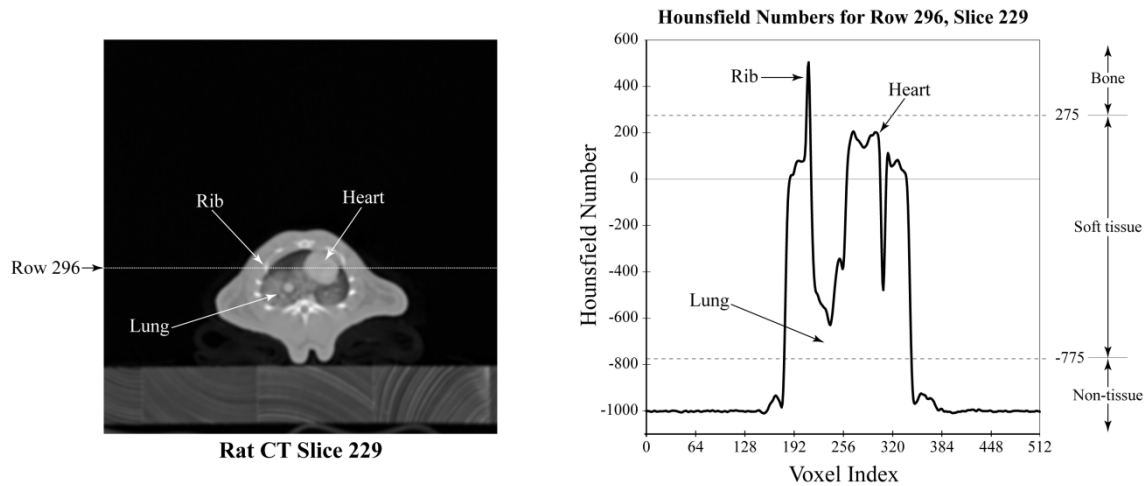 Rib
Heart
Row 296
Lung
Rat CT Slice 229
Hounsfield Numbers for Row 296, Slice 229
Hounsfield Number
600
400
200
0
-200
-400
-600
-800
-1000
Rib
Heart
Lung
0
64
128
192
256
320
384
448
512
Voxel Index
Bone
275
Soft tissue
-775
Non-tissue